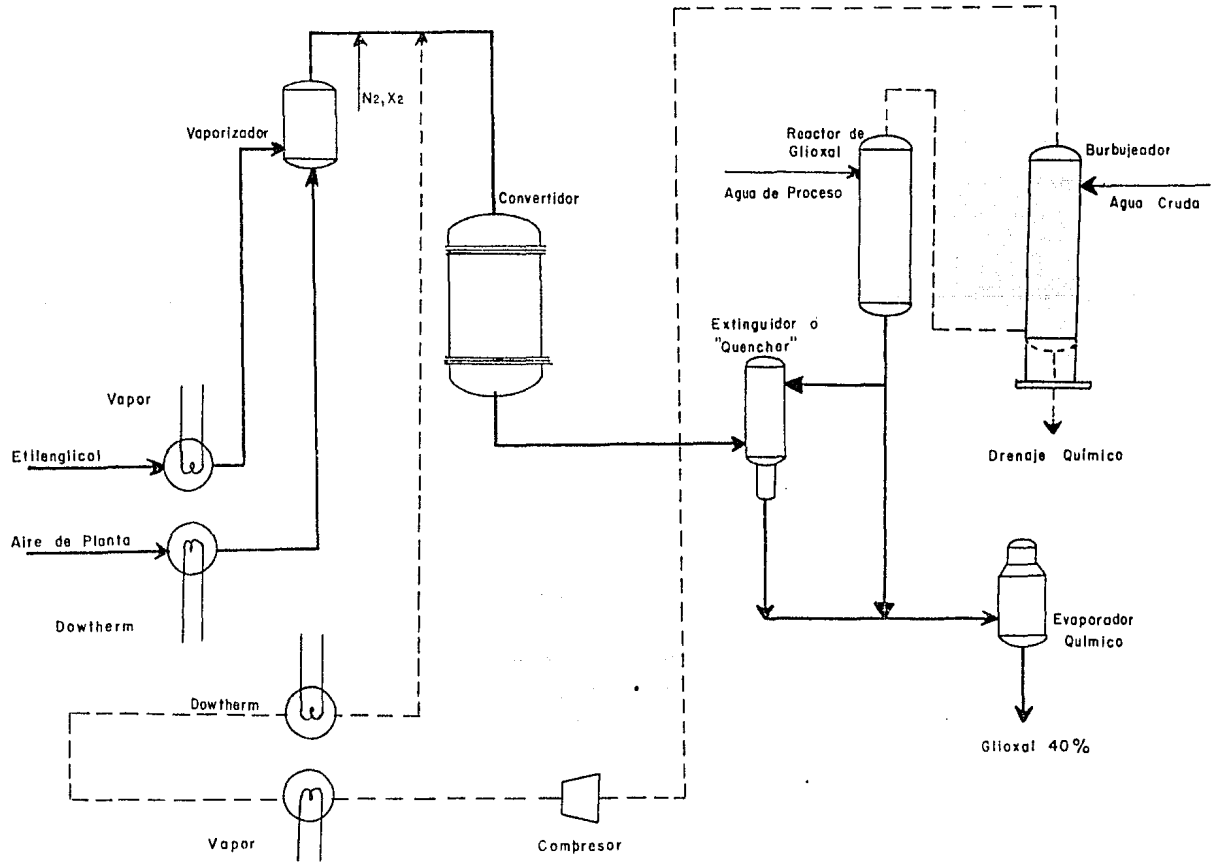 N2,X2
Vaporizador
Reactor de
Glioxal
Agua de Proceso
Burbujeador
Agua Cruda
Convertidor
Extinguidor o
"Quenchar"
Vapor
Etilenglicol
Drenaje Químico
Aire de Planta
Dowtherm
Evaporador
Químico
Dowtherm
Glioxal 40%
Vapor
Compresor